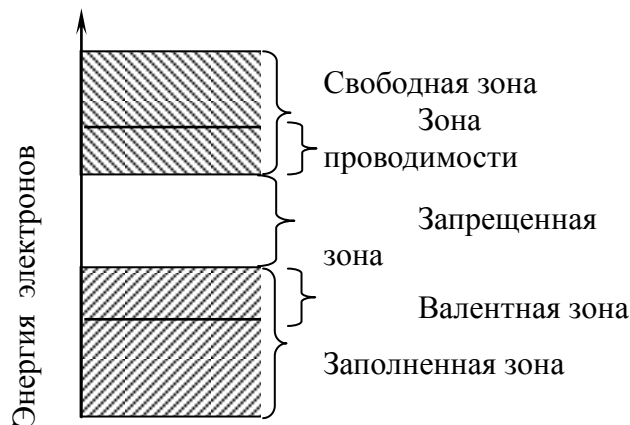 Энергия электронов
Свободная зона
Зона
проводимости
Запрещенная
зона
Валентная зона
Заполненная зона